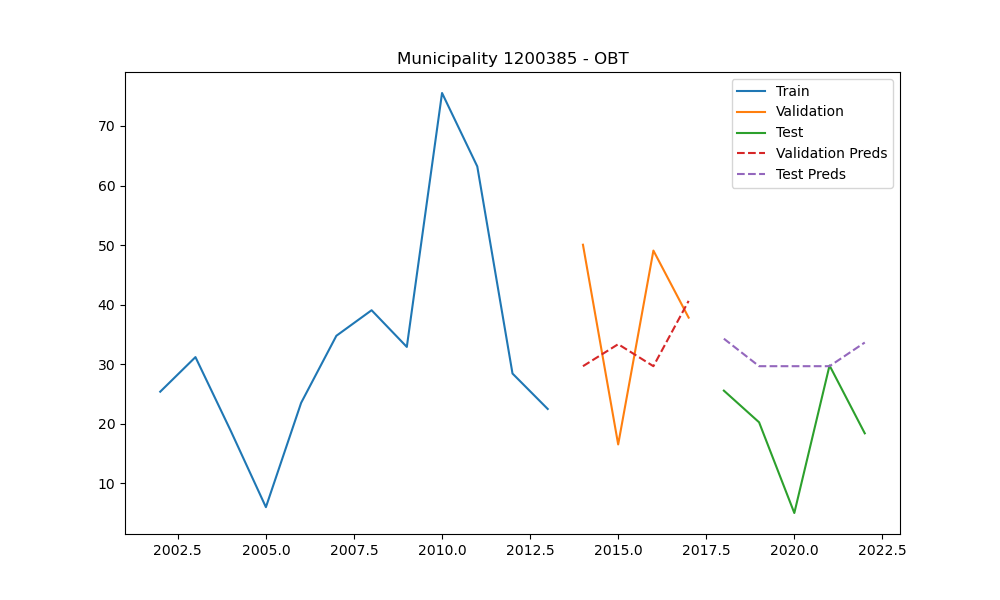 Municipality 1200385 - OBT
Train
Validation
Test
Validation Preds
Test Preds
70
60
50
40
30
20
10
2002.5 2005.0 2007.5 2010.0 2012.5 2015.0 2017.5 2020.0 2022.5